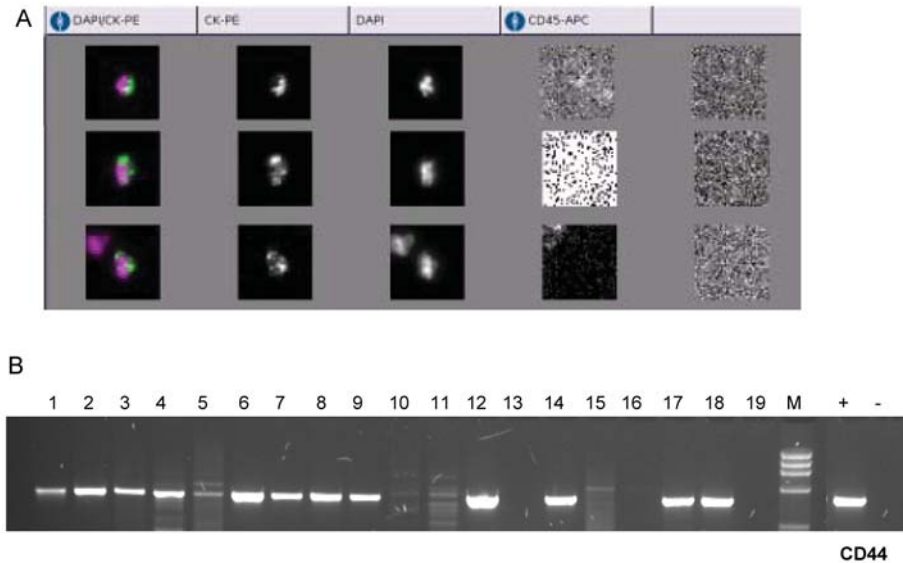 A
DAPI/CK-PE CK-PE DAPI CD45-APC
B
1 2 3 4 5 6 7 8 9 10 11 12 13 14 15 16 17 18 19 M + -
CD44